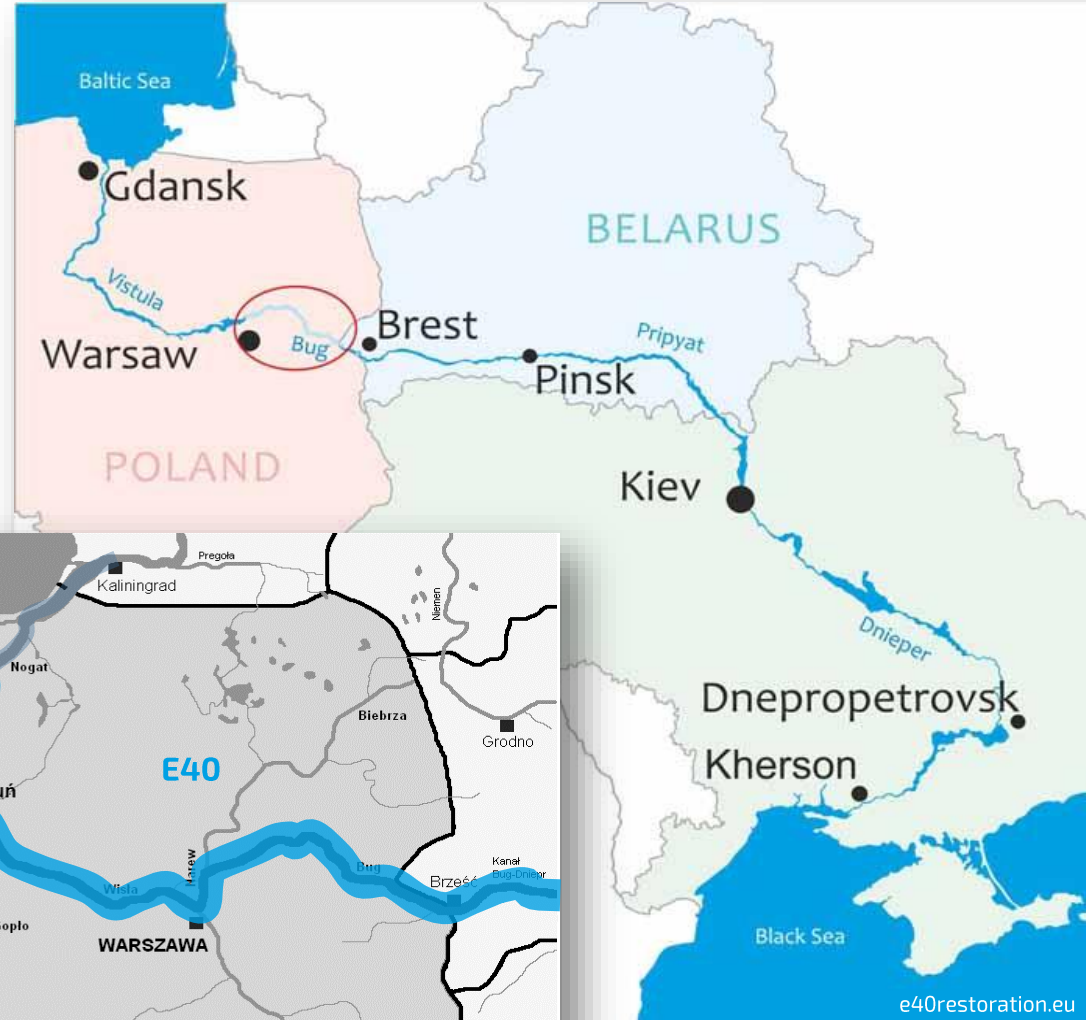 Baltic Sea
Gdansk
BELARUS
Vistula
Brest
Warsaw
Bug
Pripyat
Pinsk
POLAND
Kiev
Dnieper
Dnepropetrovsk
Kherson
Black Sea
e40restoration.eu
Pregoła
Kaliningrad
Niemen
Nogat
Biebrza
Grodno
E40
Narew
Wisła
Bug
Kanał
Bug-Dniepr
Brześć
WARSZAWA